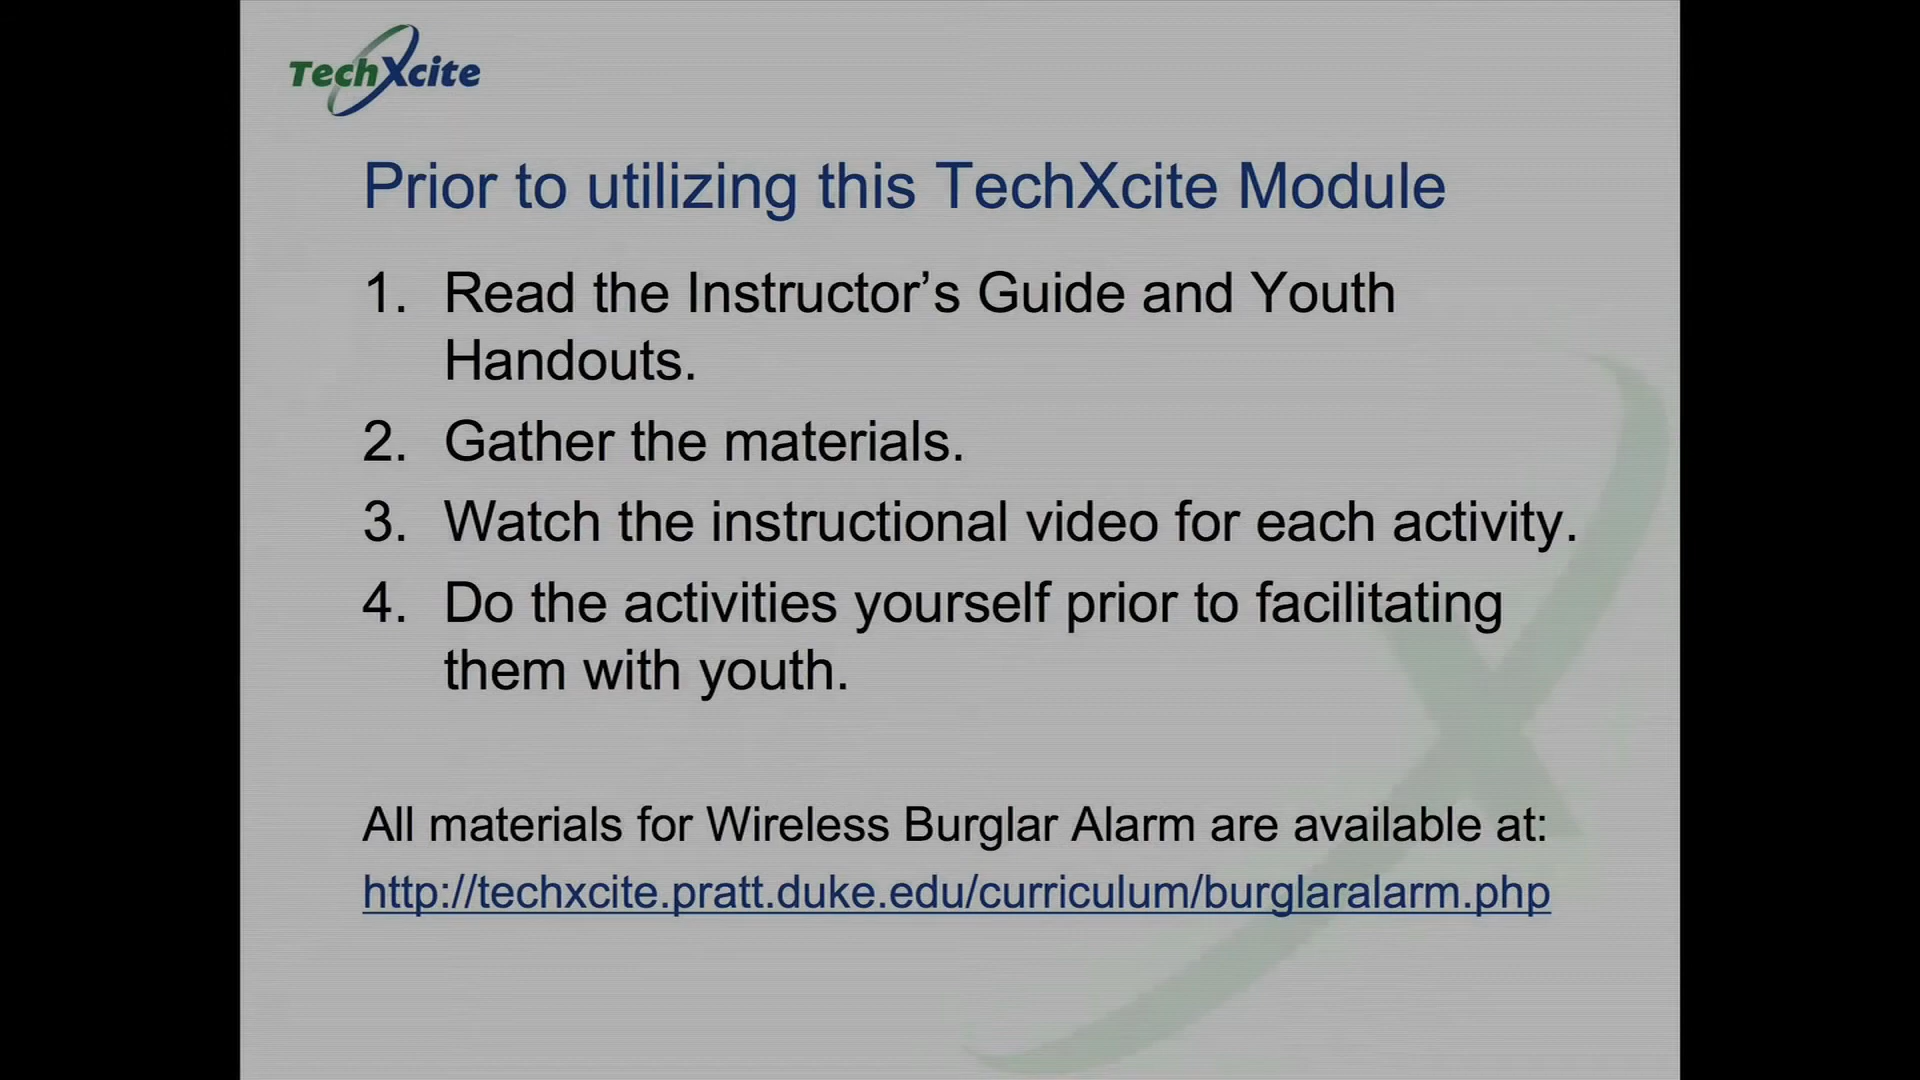 TechXcite
Prior to utilizing this TechXcite Module
1. Read the Instructor’s Guide and Youth
Handouts.
2. Gather the materials.
3. Watch the instructional video for each activity.
4. Do the activities yourself prior to facilitating
them with youth.
All materials for Wireless Burglar Alarm are available at:
http://techxcite.pratt.duke.edu/curriculum/burglaralarm.php